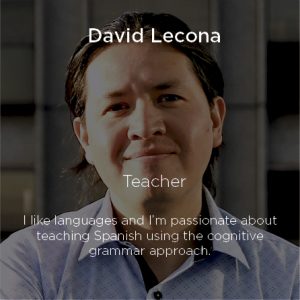 David Lecona
Teacher
I like languages and I'm passionate about
teaching Spanish using the cognitive
grammar approach.